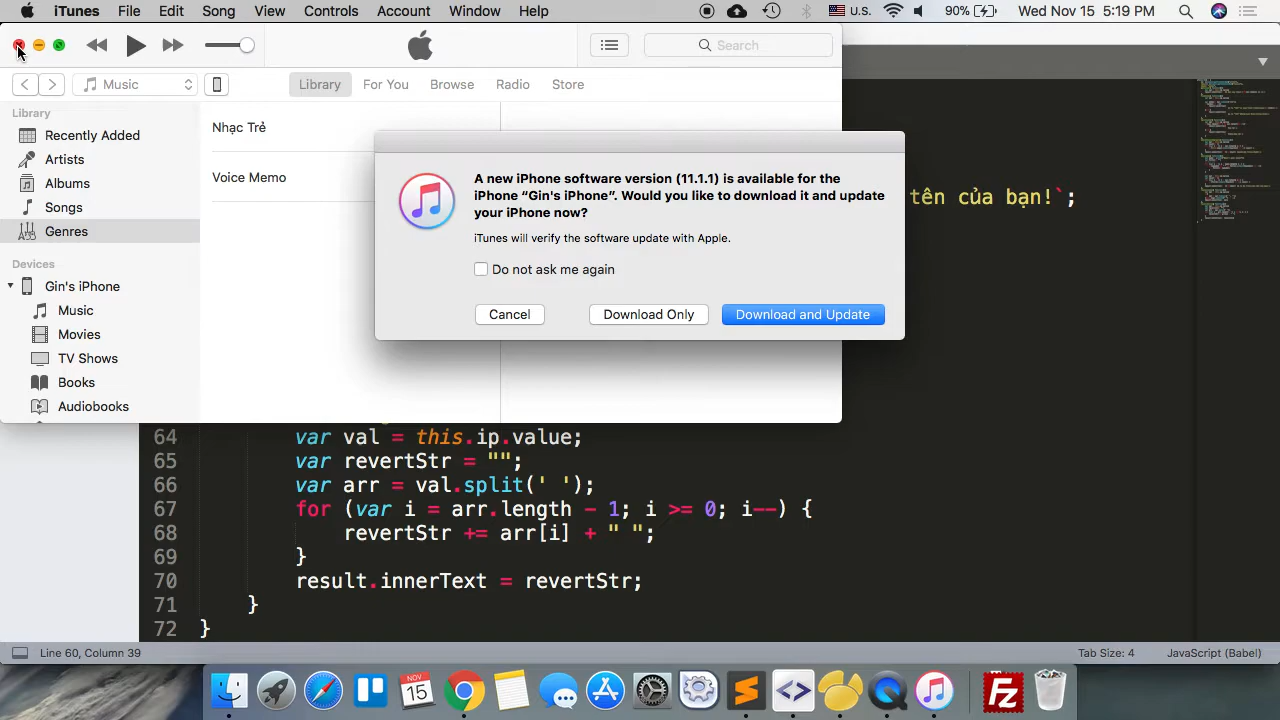 iTunes File Edit Song View Controls Account Window Help U.S. 90% Wed Nov 15 5:19 PM
Search
Music Library For You Browse Radio Store
Library
Recently Added
Artists
Albums
Songs
Genres
Devices
Gin's iPhone
Music
Movies
TV Shows
Books
Audiobooks
Nhạc Trẻ
Voice Memo
A new iPhone software version (11.1.1) is available for the
iPhone “Gin's iPhone”. Would you like to download it and update
your iPhone now?
iTunes will verify the software update with Apple.
Do not ask me again
Cancel Download Only Download and Update
tên của bạn!`;
64 var val = this.ip.value;
65 var revertStr = "";
66 var arr = val.split(' ');
67 for (var i = arr.length - 1; i >= 0; i--) {
68 revertStr += arr[i] + " ";
69 }
70 result.innerText = revertStr;
71 }
72 }
Line 60, Column 39 Tab Size: 4 JavaScript (Babel)
NOV
15
Fz